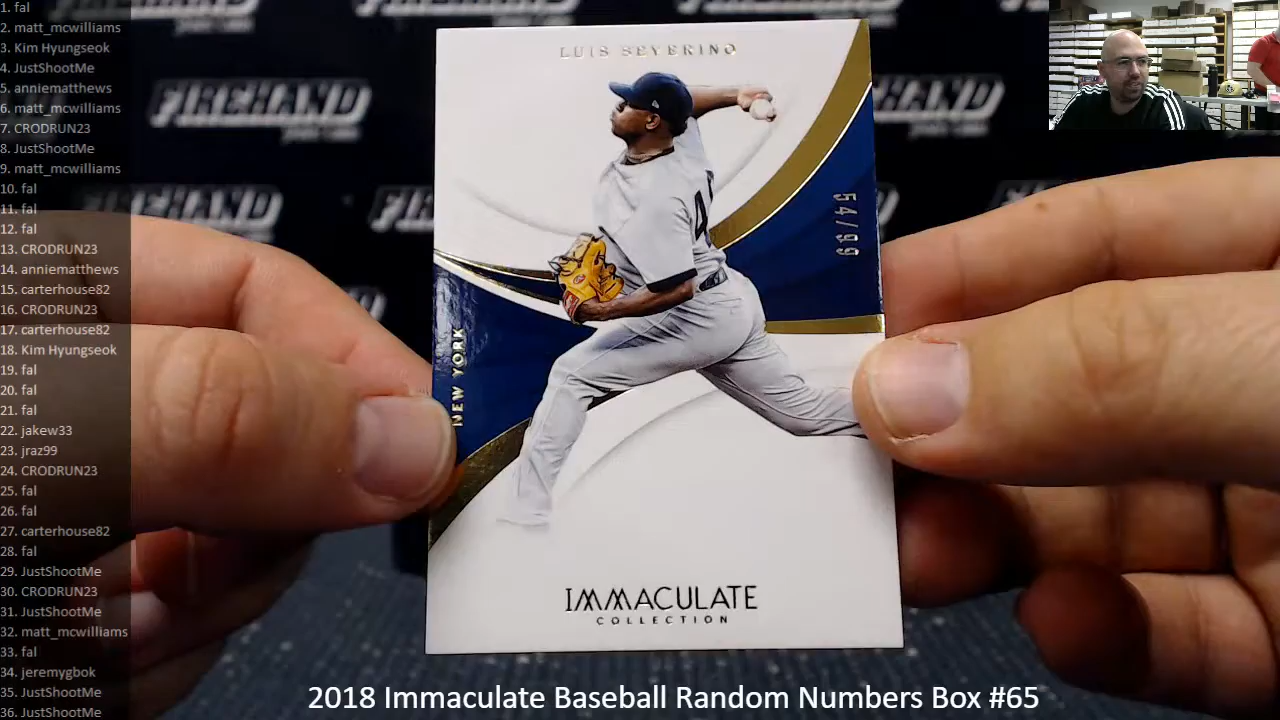 1. fal
2. matt_mcwilliams
3. Kim Hyungseok
4. JustShootMe
5. anniematthews
6. matt_mcwilliams
7. CRODRUN23
8. JustShootMe
9. matt_mcwilliams
10. fal
11. fal
12. fal
13. CRODRUN23
14. anniematthews
15. carterhouse82
16. CRODRUN23
17. carterhouse82
18. Kim Hyungseok
19. fal
20. fal
21. fal
22. jakew33
23. jraz99
24. CRODRUN23
25. fal
26. fal
27. carterhouse82
28. fal
29. JustShootMe
30. CRODRUN23
31. JustShootMe
32. matt_mcwilliams
33. fal
34. jeremygbok
35. JustShootMe
36. JustShootMe
FIREHAND
FIREHAND
LUIS SEVERINO
54/99
NEW YORK
IMMACULATE
COLLECTION
2018 Immaculate Baseball Random Numbers Box #65